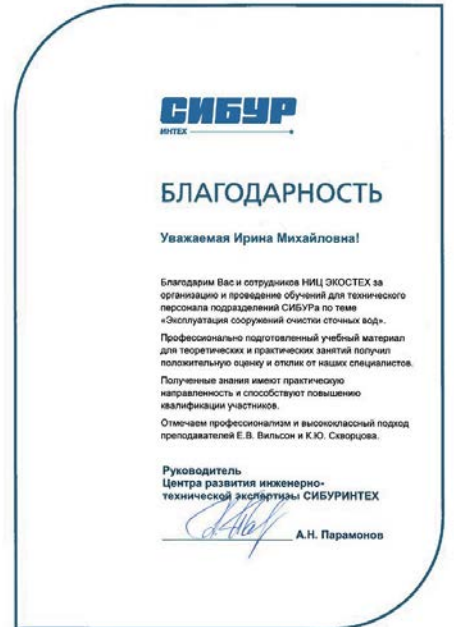 СИБУР
ИНТЕХ
БЛАГОДАРНОСТЬ
Уважаемая Ирина Михайловна!
Благодарим Вас и сотрудников НИЦ ЭКОСТЕХ за
организацию и проведение обучений для технического
персонала подразделений СИБУРа по теме
«Эксплуатация сооружений очистки сточных вод».
Профессионально подготовленный учебный материал
для теоретических и практических занятий получил
положительную оценку и отклик от наших специалистов.
Полученные знания имеют практическую
направленность и способствуют повышению
квалификации участников.
Отмечаем профессионализм и высококлассный подход
преподавателей Е.В. Вильсон и К.Ю. Скворцова.
Руководитель
Центра развития инженерно-
технической экспертизы СИБУРИНТЕХ
А.Н. Парамонов